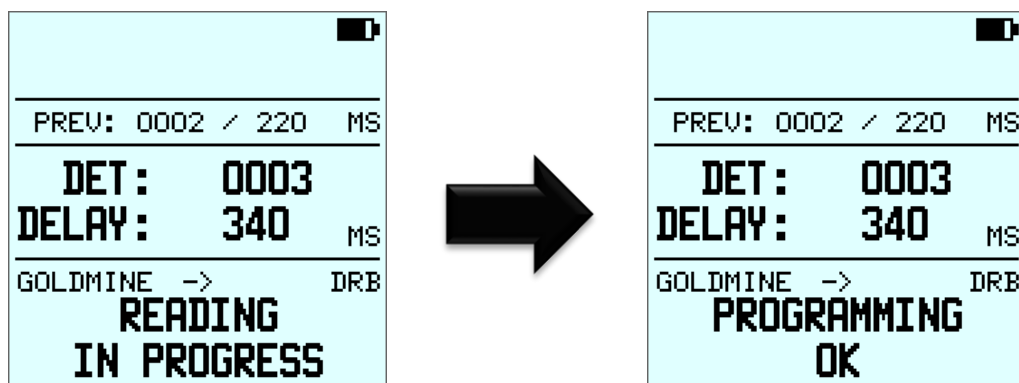 PREV: 0002 / 220 MS
DET: 0003
DELAY: 340 MS
GOLDMINE -> DRB
READING
IN PROGRESS
PREV: 0002 / 220 MS
DET: 0003
DELAY: 340 MS
GOLDMINE -> DRB
PROGRAMMING
OK